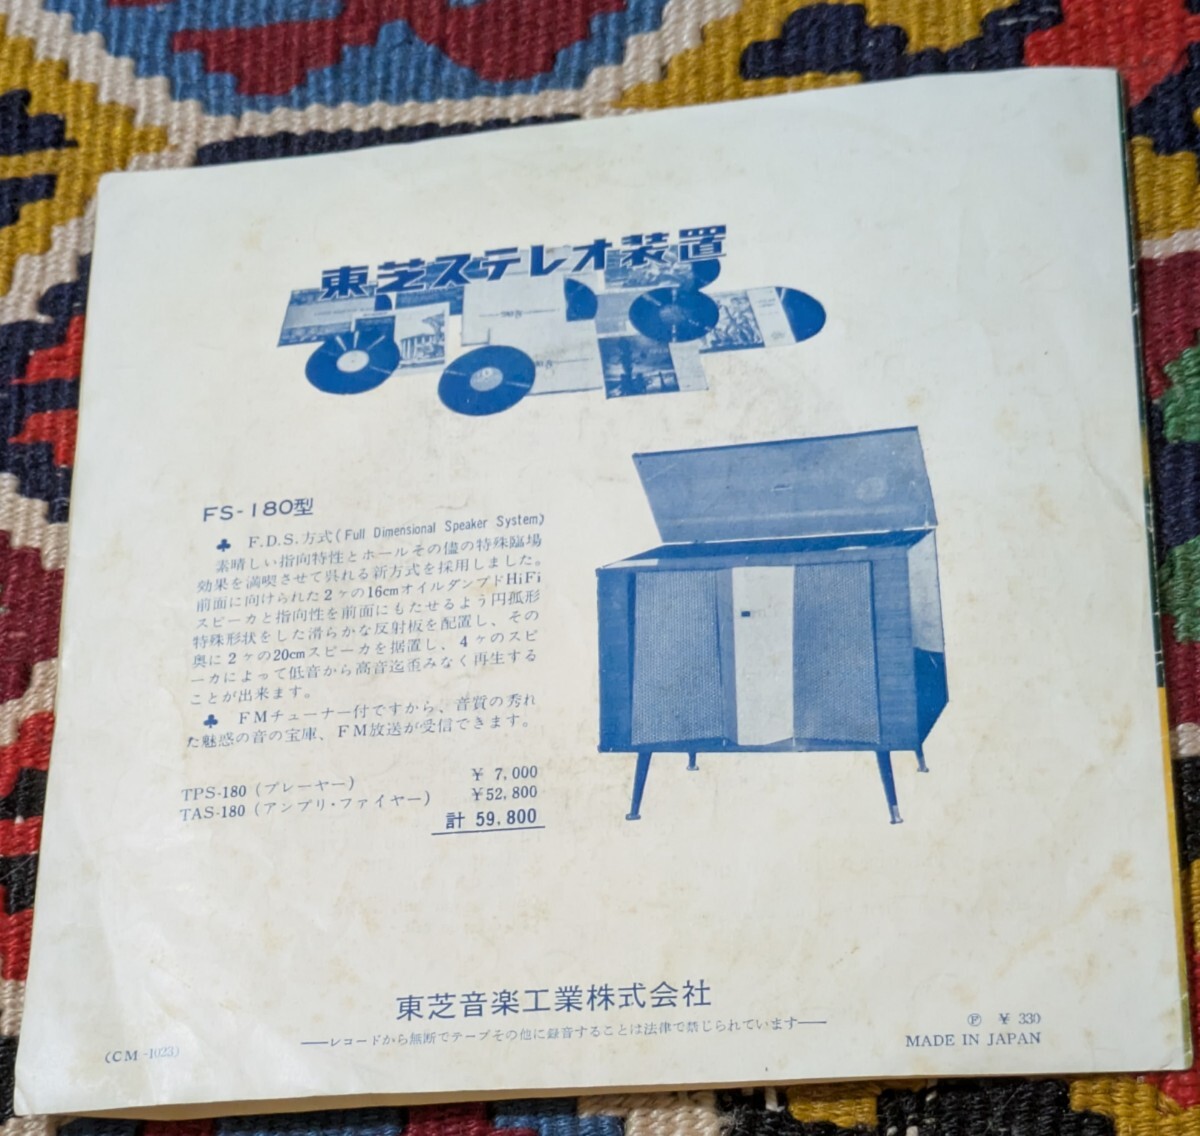 東芝ステレオ装置
FS-180型
♣ F.D.S.方式(Full Dimensional Speaker System)
素晴しい指向特性とホールその儘の特殊臨場
効果を満喫させて呉れる新方式を採用しました。
前面に向けられた2ヶの16cmオイルダンプドHiFi
スピーカと指向性を前面にもたせるよう円弧形
特殊形状をした滑らかな反射板を配置し、その
奥に2ヶの20cmスピーカを据置し、4ヶのスピ
ーカによって低音から高音迄歪みなく再生する
ことが出来ます。
♣ FMチューナー付ですから、音質の秀れ
た魅惑の音の宝庫、FM放送が受信できます。
TPS-180(プレーヤー) ¥ 7,000
TAS-180(アンプリ・ファイヤー) ¥52,800
計 59,800
東芝音楽工業株式会社
——レコードから無断でテープその他に録音することは法律で禁じられています——
(CM-1023)
Ⓟ ¥ 330
MADE IN JAPAN